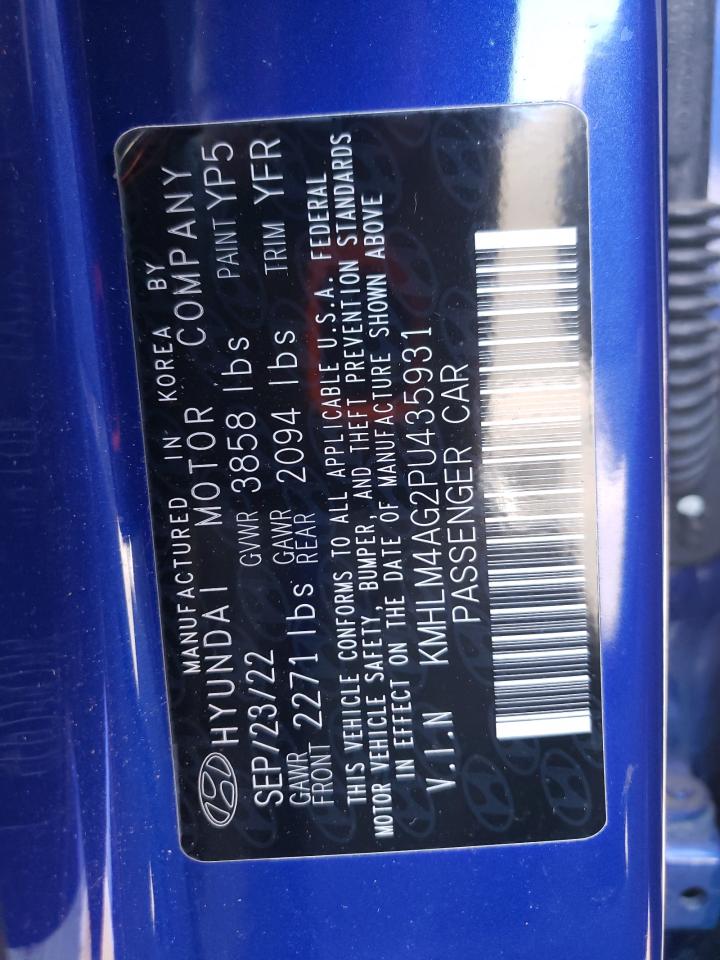 MANUFACTURED IN KOREA BY
HYUNDAI MOTOR COMPANY
SEP/23/22 GVWR 3858 lbs PAINT YP5
GAWR FRONT 2271 lbs GAWR REAR 2094 lbs TRIM YFR
THIS VEHICLE CONFORMS TO ALL APPLICABLE U.S.A. FEDERAL
MOTOR VEHICLE SAFETY, BUMPER, AND THEFT PREVENTION STANDARDS
IN EFFECT ON THE DATE OF MANUFACTURE SHOWN ABOVE
V.I.N KMHLM4AG2PU435931
PASSENGER CAR